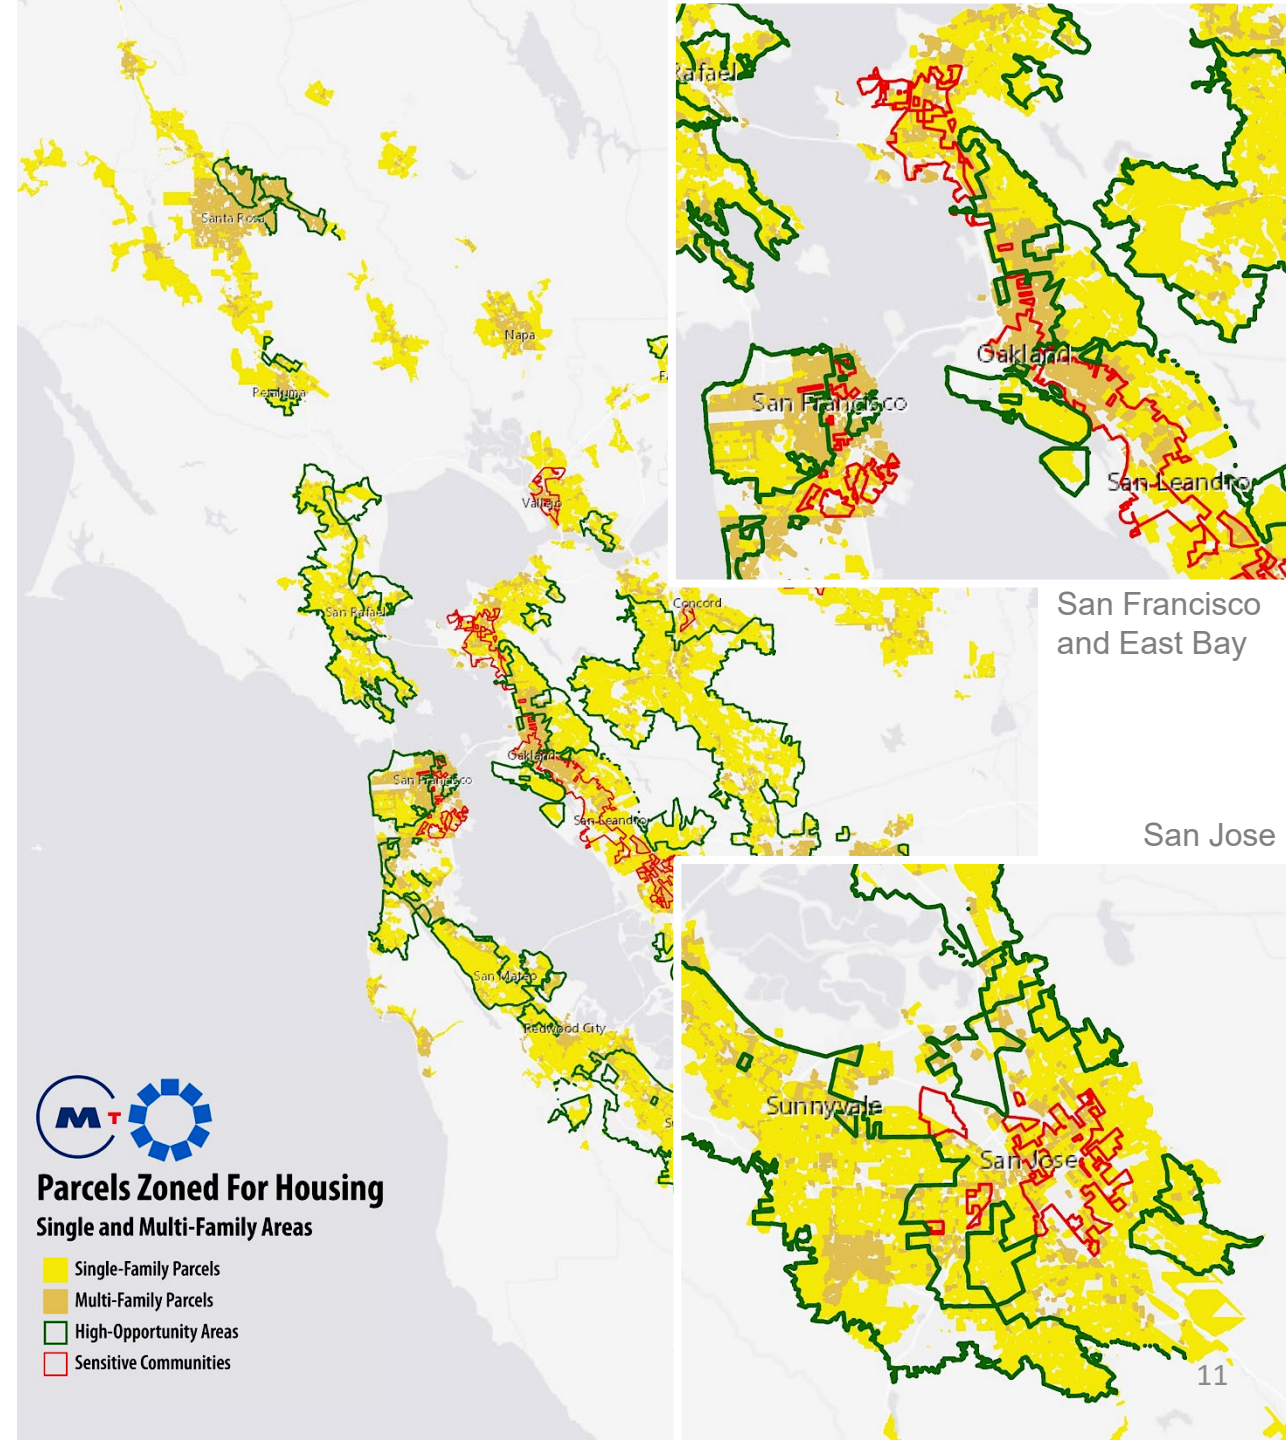 Santa Rosa
Napa
Petaluma
Vallejo
San Rafael
Concord
San Francisco
Oakland
San Leandro
San Mateo
Redwood City
Rafael
Oakland
San Francisco
San Leandro
San Francisco
and East Bay
San Jose
Sunnyvale
San Jose
M T
Parcels Zoned For Housing
Single and Multi-Family Areas
Single-Family Parcels
Multi-Family Parcels
High-Opportunity Areas
Sensitive Communities
11